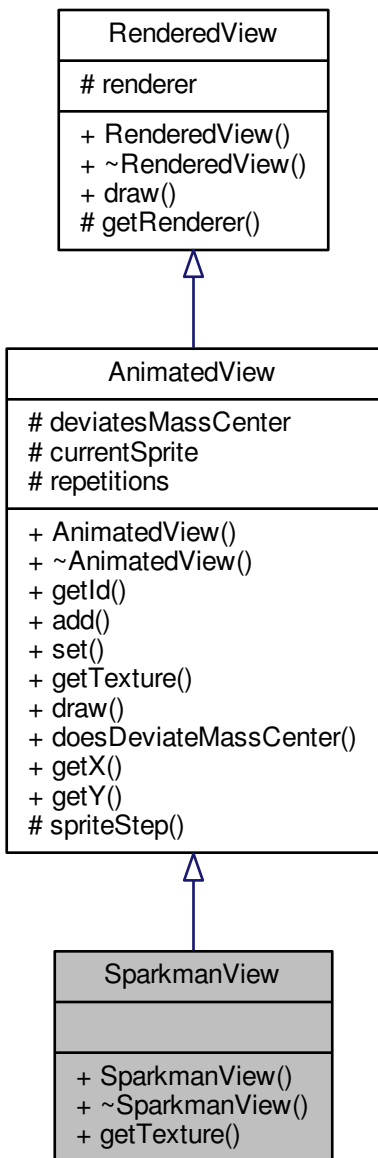 RenderedView
# renderer
+ RenderedView()
+ ~RenderedView()
+ draw()
# getRenderer()
AnimatedView
# deviatesMassCenter
# currentSprite
# repetitions
+ AnimatedView()
+ ~AnimatedView()
+ getId()
+ add()
+ set()
+ getTexture()
+ draw()
+ doesDeviateMassCenter()
+ getX()
+ getY()
# spriteStep()
SparkmanView
+ SparkmanView()
+ ~SparkmanView()
+ getTexture()